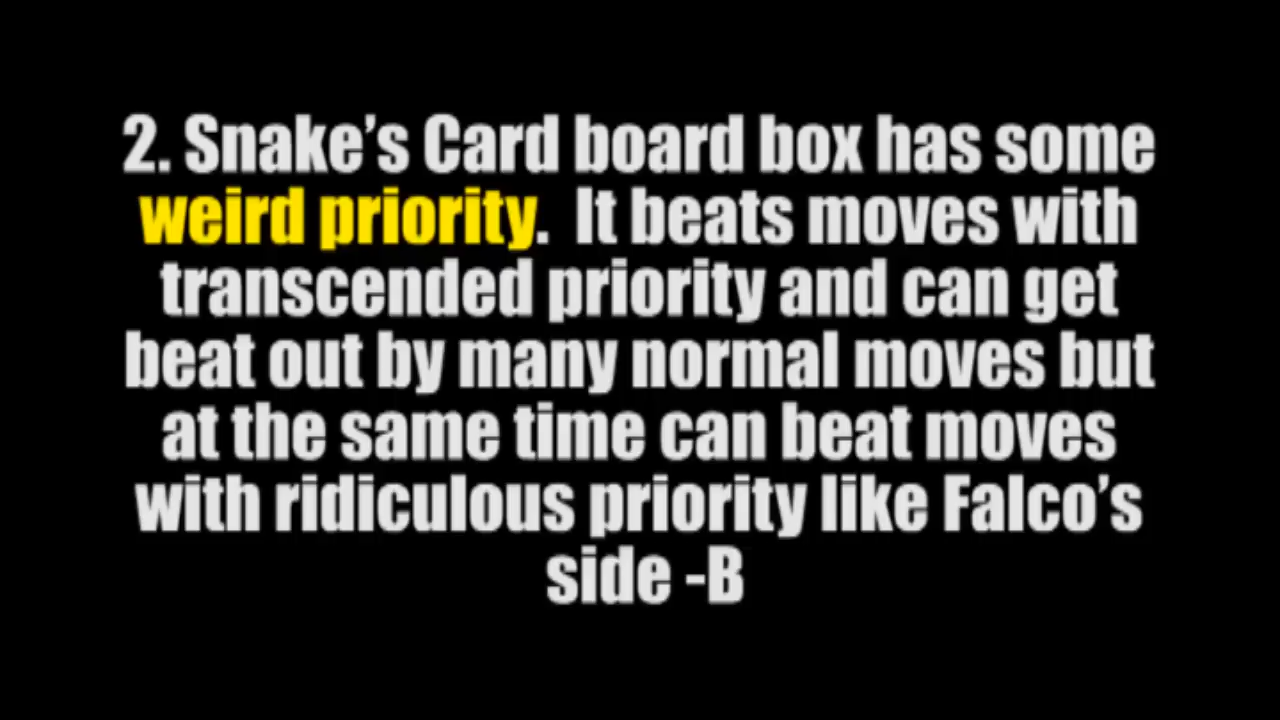 2. Snake’s Card board box has some
weird priority.  It beats moves with
transcended priority and can get
beat out by many normal moves but
at the same time can beat moves
with ridiculous priority like Falco’s
side -B